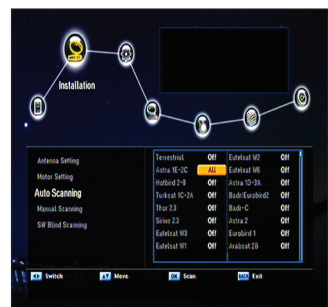 Installation
Antenna Setting
Motor Setting
Auto Scanning
Manual Scanning
SW Blind Scanning
Terrestrial Off Eutelsat W2 Off
Astra 1E-2C All Eutelsat W6 Off
Hotbird 2-8 Off Astra 1D-3A Off
Turksat 1C-2A Off Badr/Eurobird2 Off
Thor 2.3 Off Badr-C Off
Sirius 2.3 Off Astra 2 Off
Eutelsat W3 Off Eurobird 1 Off
Eutelsat W1 Off Arabsat 2B Off
Switch Move OK Scan BACK Exit